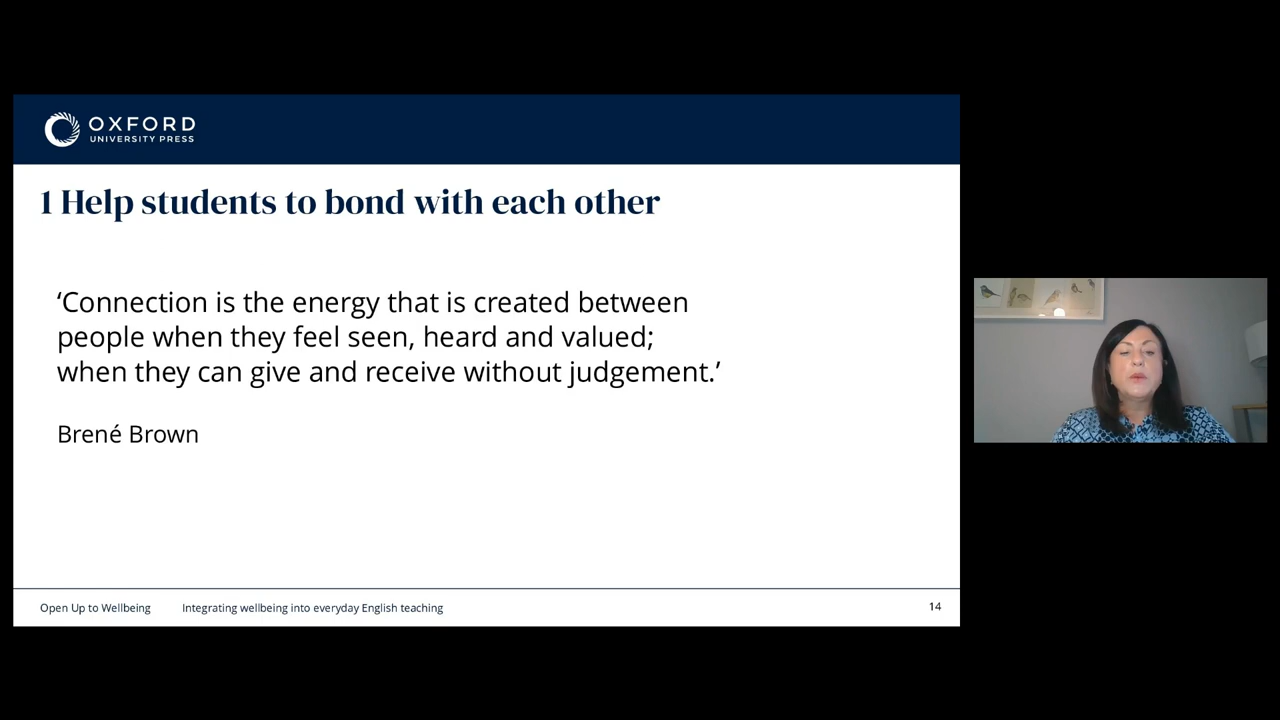 OXFORD
UNIVERSITY PRESS
1 Help students to bond with each other
‘Connection is the energy that is created between
people when they feel seen, heard and valued;
when they can give and receive without judgement.’
Brené Brown
Open Up to Wellbeing Integrating wellbeing into everyday English teaching 14